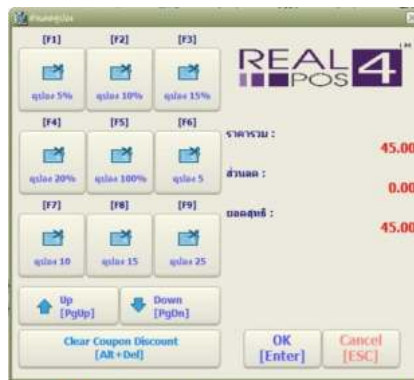 ส่วนลดคูปอง
[F1] [F2] [F3]
คูปอง 5% คูปอง 10% คูปอง 15%
[F4] [F5] [F6]
คูปอง 20% คูปอง 100% คูปอง 5
[F7] [F8] [F9]
คูปอง 10 คูปอง 15 คูปอง 25
Up
[PgUp]
Down
[PgDn]
Clear Coupon Discount
[Alt+Del]
REAL 4 TM
POS
ราคารวม :
45.00
ส่วนลด :
0.00
ยอดสุทธิ :
45.00
OK
[Enter]
Cancel
[ESC]